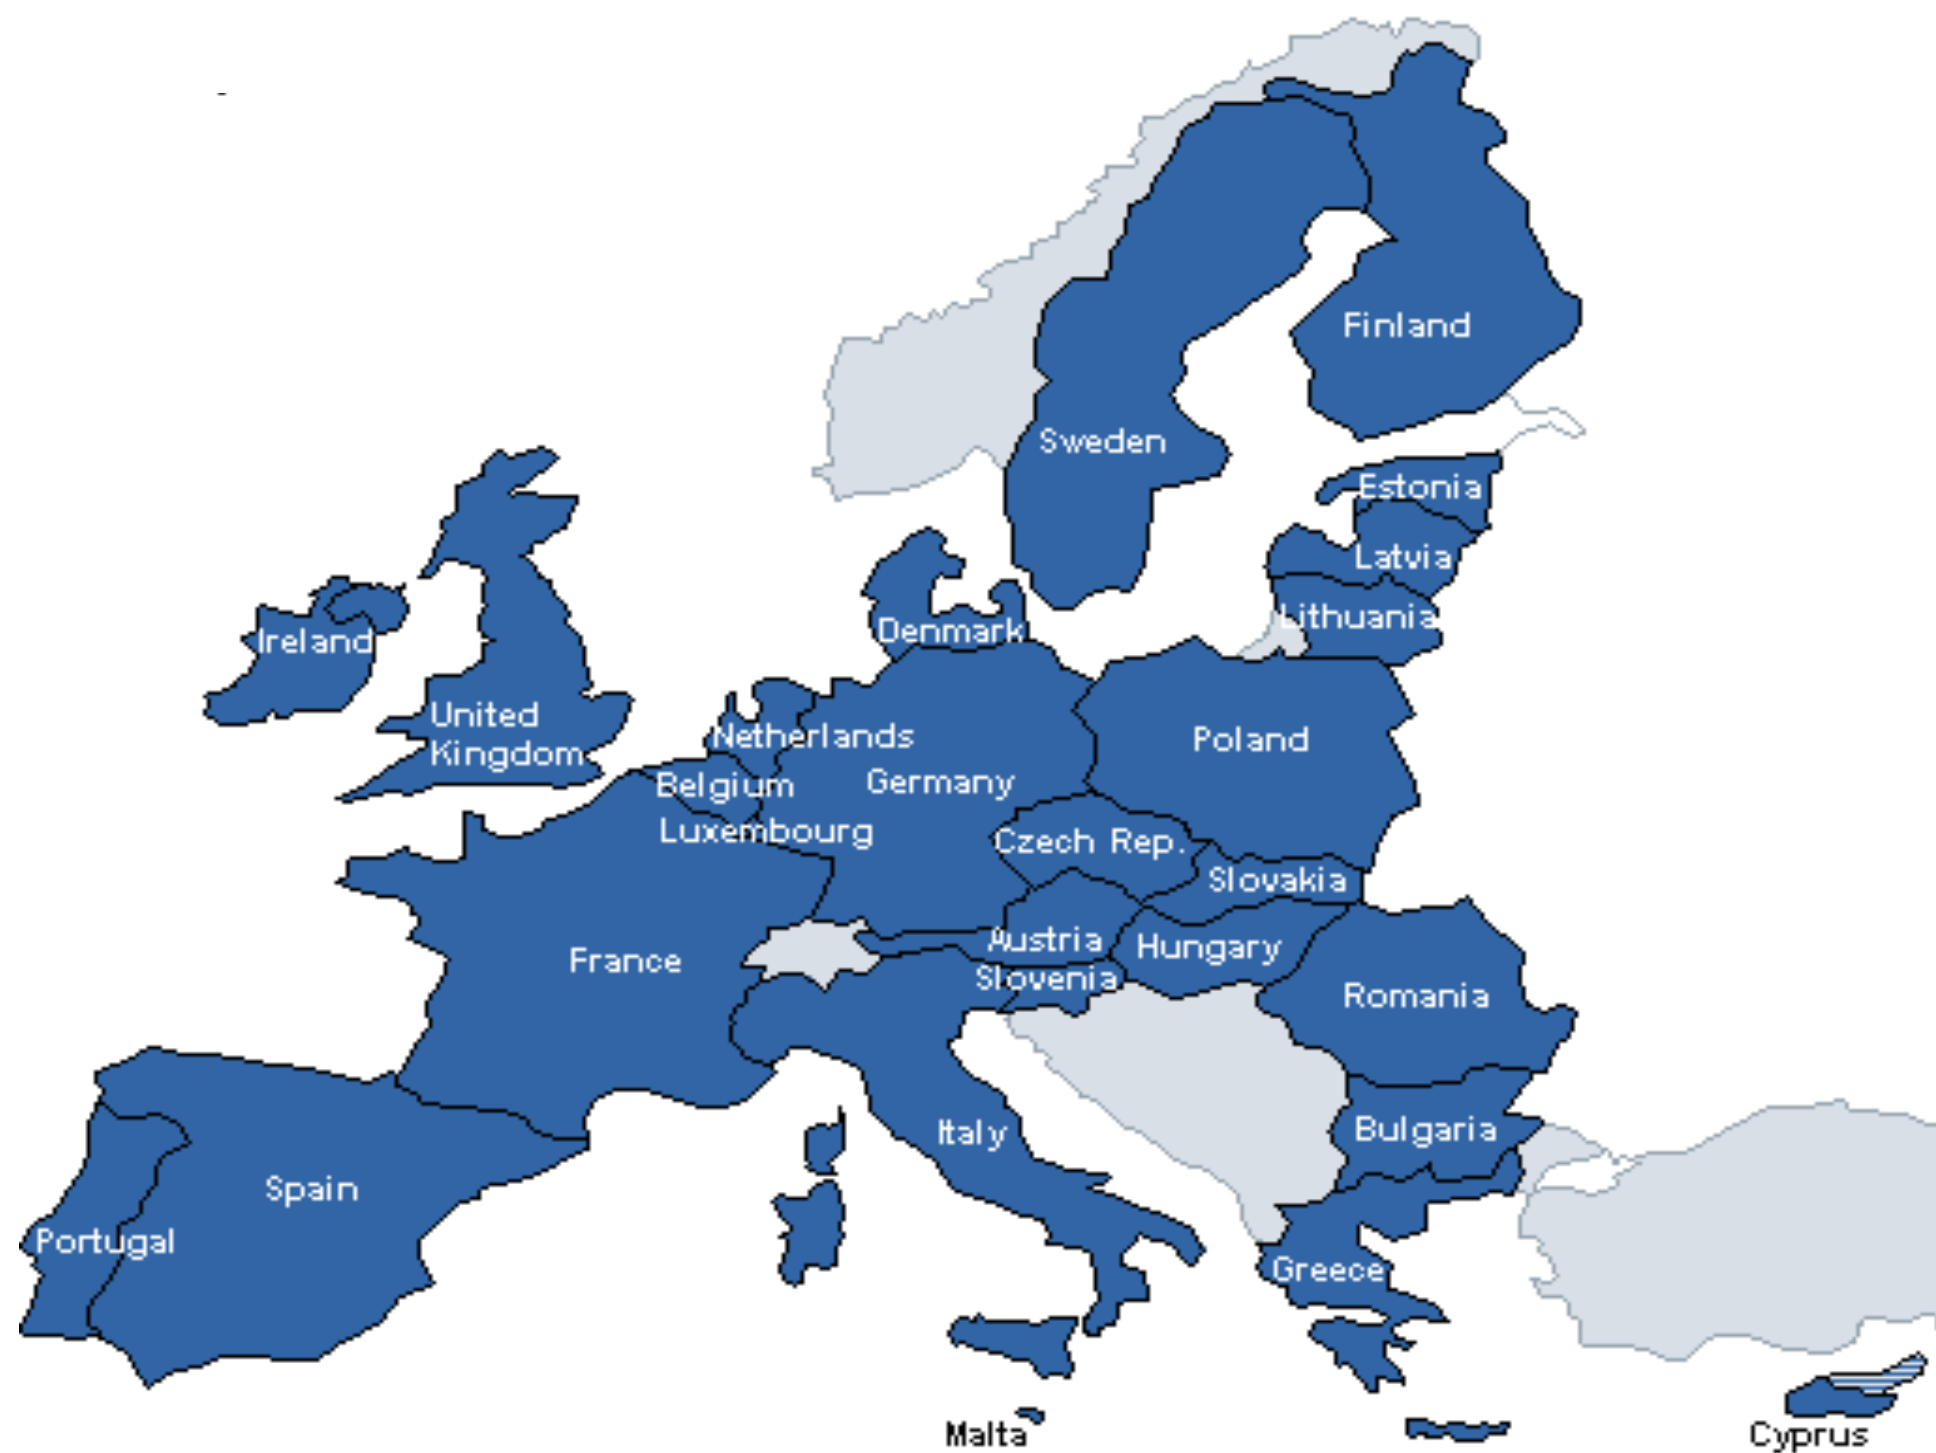 Finland
Sweden
Estonia
Latvia
Lithuania
Denmark
Ireland
United
Kingdom
Netherlands
Poland
Belgium
Germany
Luxembourg
Czech Rep.
Slovakia
Austria
Hungary
France
Slovenia
Romania
Bulgaria
Italy
Spain
Portugal
Greece
Malta
Cyprus